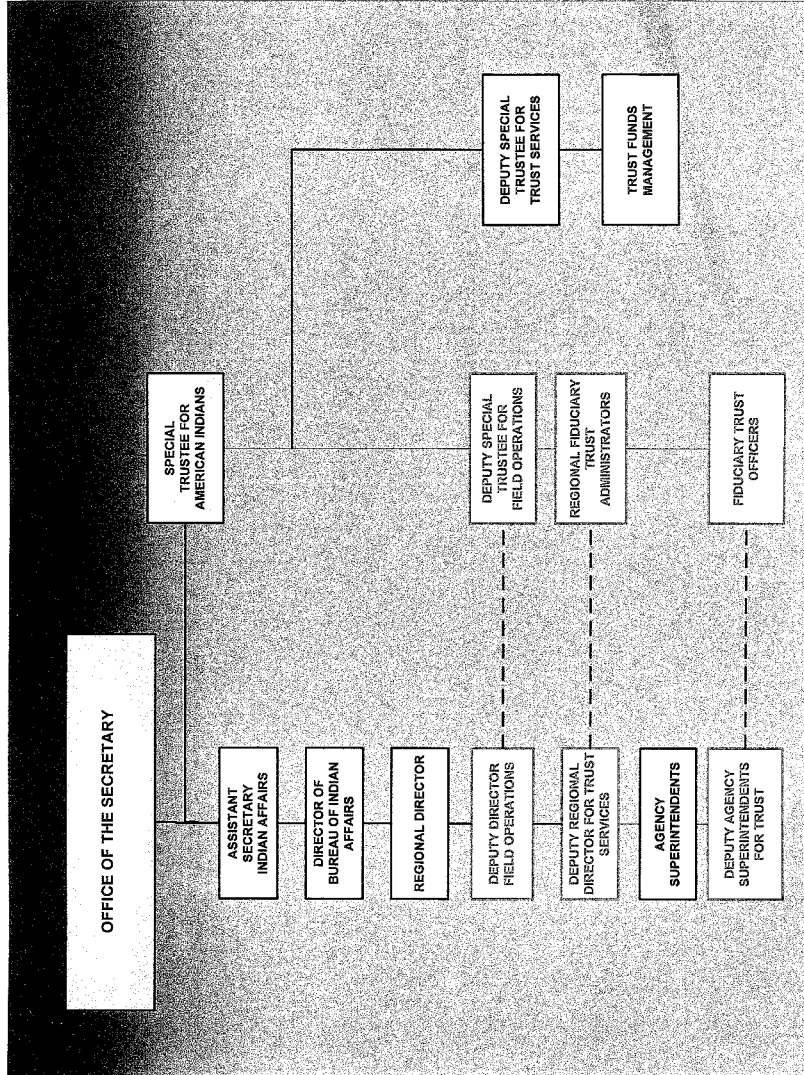 OFFICE OF THE SECRETARY
SPECIAL
TRUSTEE FOR
AMERICAN INDIANS
ASSISTANT
SECRETARY
INDIAN AFFAIRS
DIRECTOR OF
BUREAU OF INDIAN
AFFAIRS
REGIONAL DIRECTOR
DEPUTY DIRECTOR
FIELD OPERATIONS
DEPUTY REGIONAL
DIRECTOR FOR TRUST
SERVICES
AGENCY
SUPERINTENDENTS
DEPUTY AGENCY
SUPERINTENDENTS
FOR TRUST
DEPUTY SPECIAL
TRUSTEE FOR
FIELD OPERATIONS
REGIONAL FIDUCIARY
TRUST
ADMINISTRATORS
FIDUCIARY TRUST
OFFICERS
DEPUTY SPECIAL
TRUSTEE FOR
TRUST SERVICES
TRUST FUNDS
MANAGEMENT